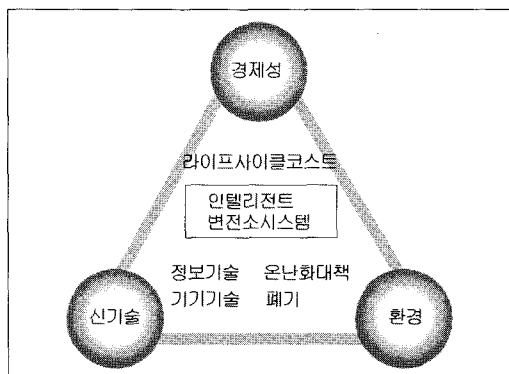 경제성
라이프사이클코스트
인텔리전트
변전소시스템
정보기술 온난화대책
기기기술 폐기
신기술
환경